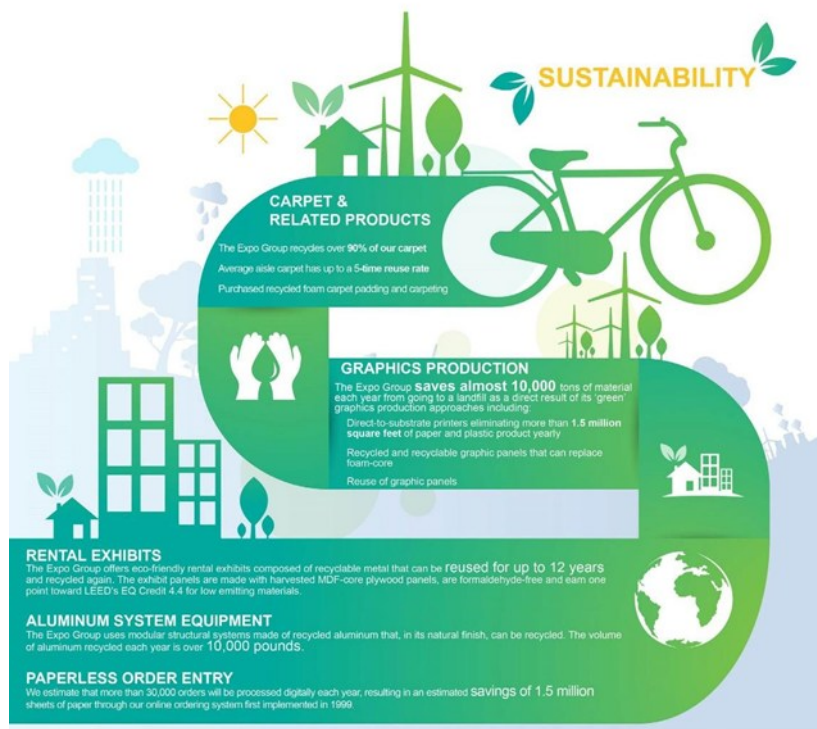 SUSTAINABILITY
CARPET &
RELATED PRODUCTS
The Expo Group recycles over 90% of our carpet
Average aisle carpet has up to a 5-time reuse rate
Purchased recycled foam carpet padding and carpeting
GRAPHICS PRODUCTION
The Expo Group saves almost 10,000 tons of material
each year from going to a landfill as a direct result of its 'green'
graphics production approaches including:
Direct-to-substrate printers eliminating more than 1.5 million
square feet of paper and plastic product yearly
Recycled and recyclable graphic panels that can replace
foam-core
Reuse of graphic panels
RENTAL EXHIBITS
The Expo Group offers eco-friendly rental exhibits composed of recyclable metal that can be reused for up to 12 years
and recycled again. The exhibit panels are made with harvested MDF-core plywood panels, are formaldehyde-free and earn one
point toward LEED's EQ Credit 4.4 for low emitting materials.
ALUMINUM SYSTEM EQUIPMENT
The Expo Group uses modular structural systems made of recycled aluminum that, in its natural finish, can be recycled. The volume
of aluminum recycled each year is over 10,000 pounds.
PAPERLESS ORDER ENTRY
We estimate that more than 30,000 orders will be processed digitally each year, resulting in an estimated savings of 1.5 million
sheets of paper through our online ordering system first implemented in 1999.